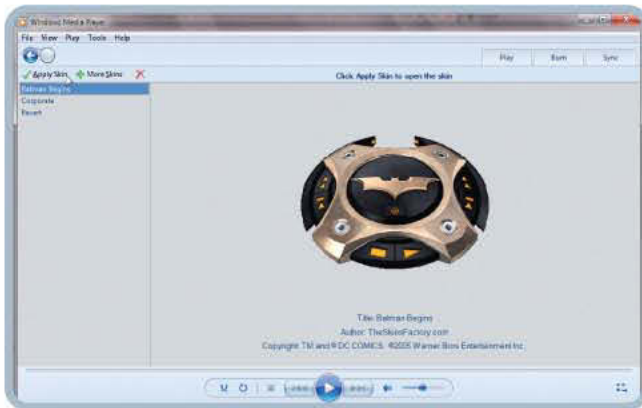 Windows Media Player
File View Play Tools Help
Play Burn Sync
Apply Skin More Skins Click Apply Skin to open the skin
Batman Begins
Corporate
Revert
Title: Batman Begins
Author: TheSkinsFactory.com
Copyright: TM and © DC COMICS. ©2005 Warner Bros Entertainment Inc.